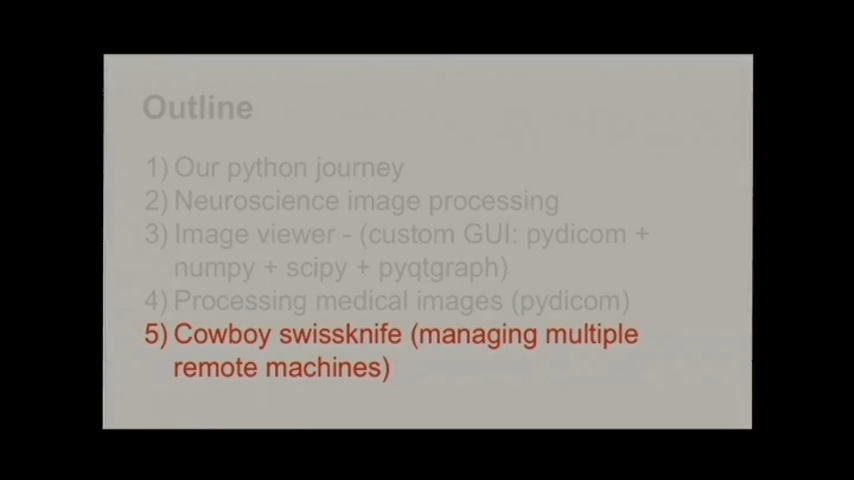 Outline
1) Our python journey
2) Neuroscience image processing
3) Image viewer - (custom GUI: pydicom +
numpy + scipy + pyqtgraph)
4) Processing medical images (pydicom)
5) Cowboy swissknife (managing multiple
remote machines)